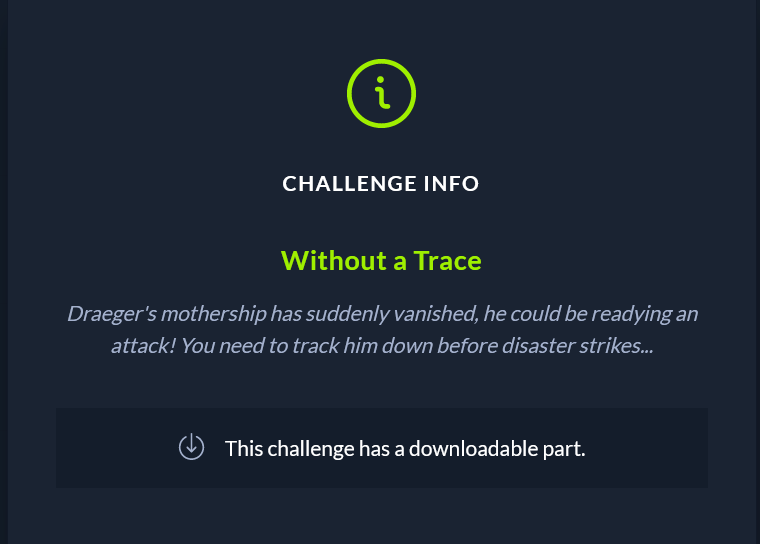 CHALLENGE INFO
Without a Trace
Draeger's mothership has suddenly vanished, he could be readying an
attack! You need to track him down before disaster strikes...
This challenge has a downloadable part.